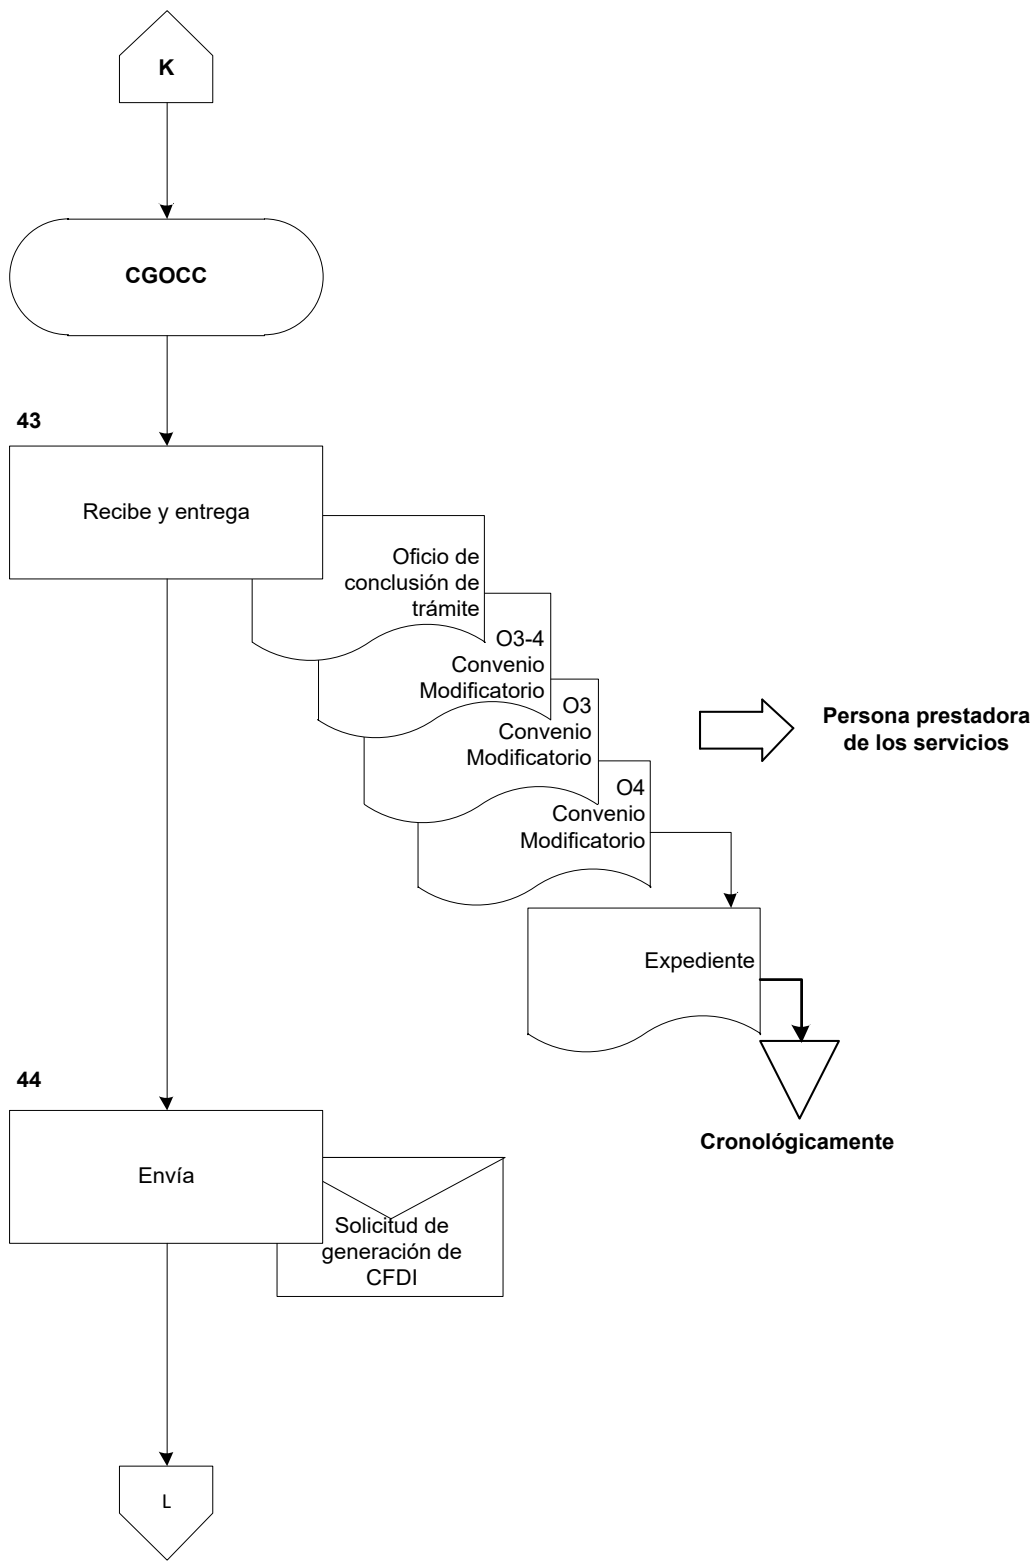 K
CGOCC
43
Recibe y entrega
Oficio de
conclusión de
trámite
O3-4
Convenio
Modificatorio
O3
Convenio
Modificatorio
Persona prestadora
de los servicios
O4
Convenio
Modificatorio
Expediente
Cronológicamente
44
Envía
Solicitud de
generación de
CFDI
L